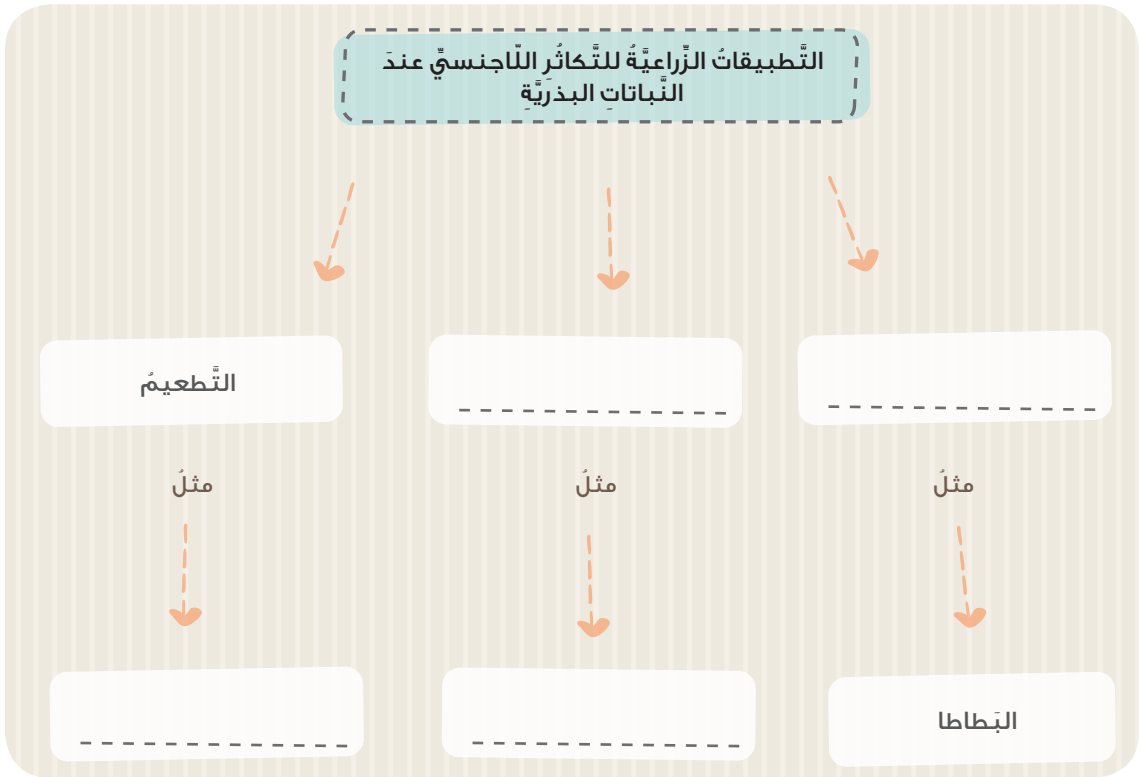 التَّطبيقاتُ الزِّراعيَّةُ للتَّكاثُرِ اللّاجنسيِّ عندَ
النَّباتاتِ البذريَّةِ
التَّطعيمُ
مثلُ
مثلُ
مثلُ
البَطاطا